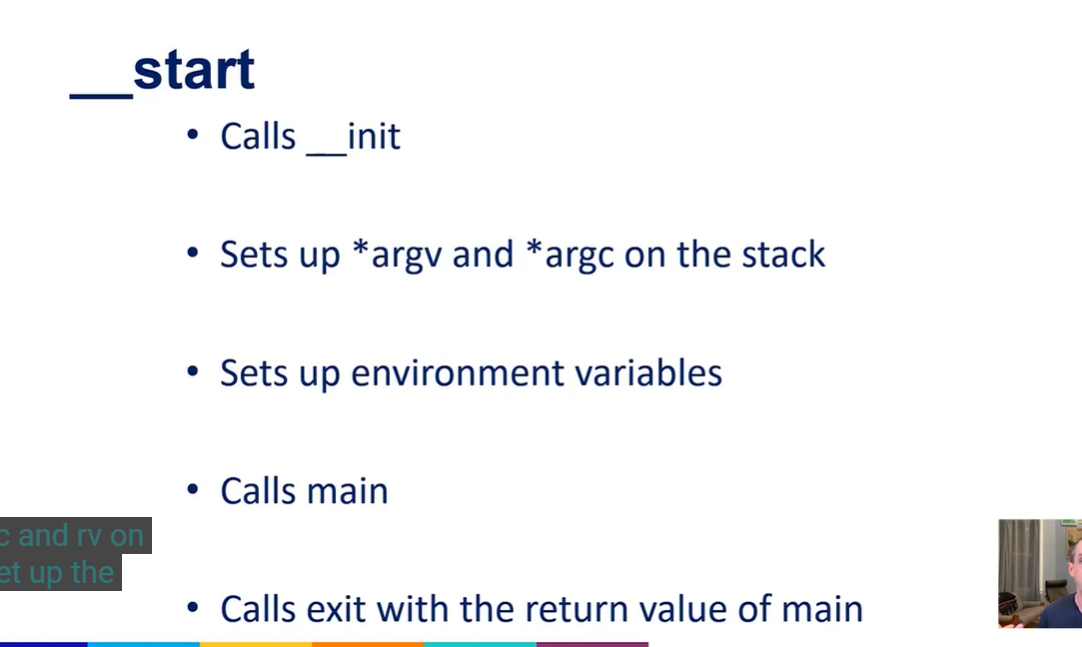 __start
• Calls __init
• Sets up *argv and *argc on the stack
• Sets up environment variables
• Calls main
c and rv on
et up the
• Calls exit with the return value of main